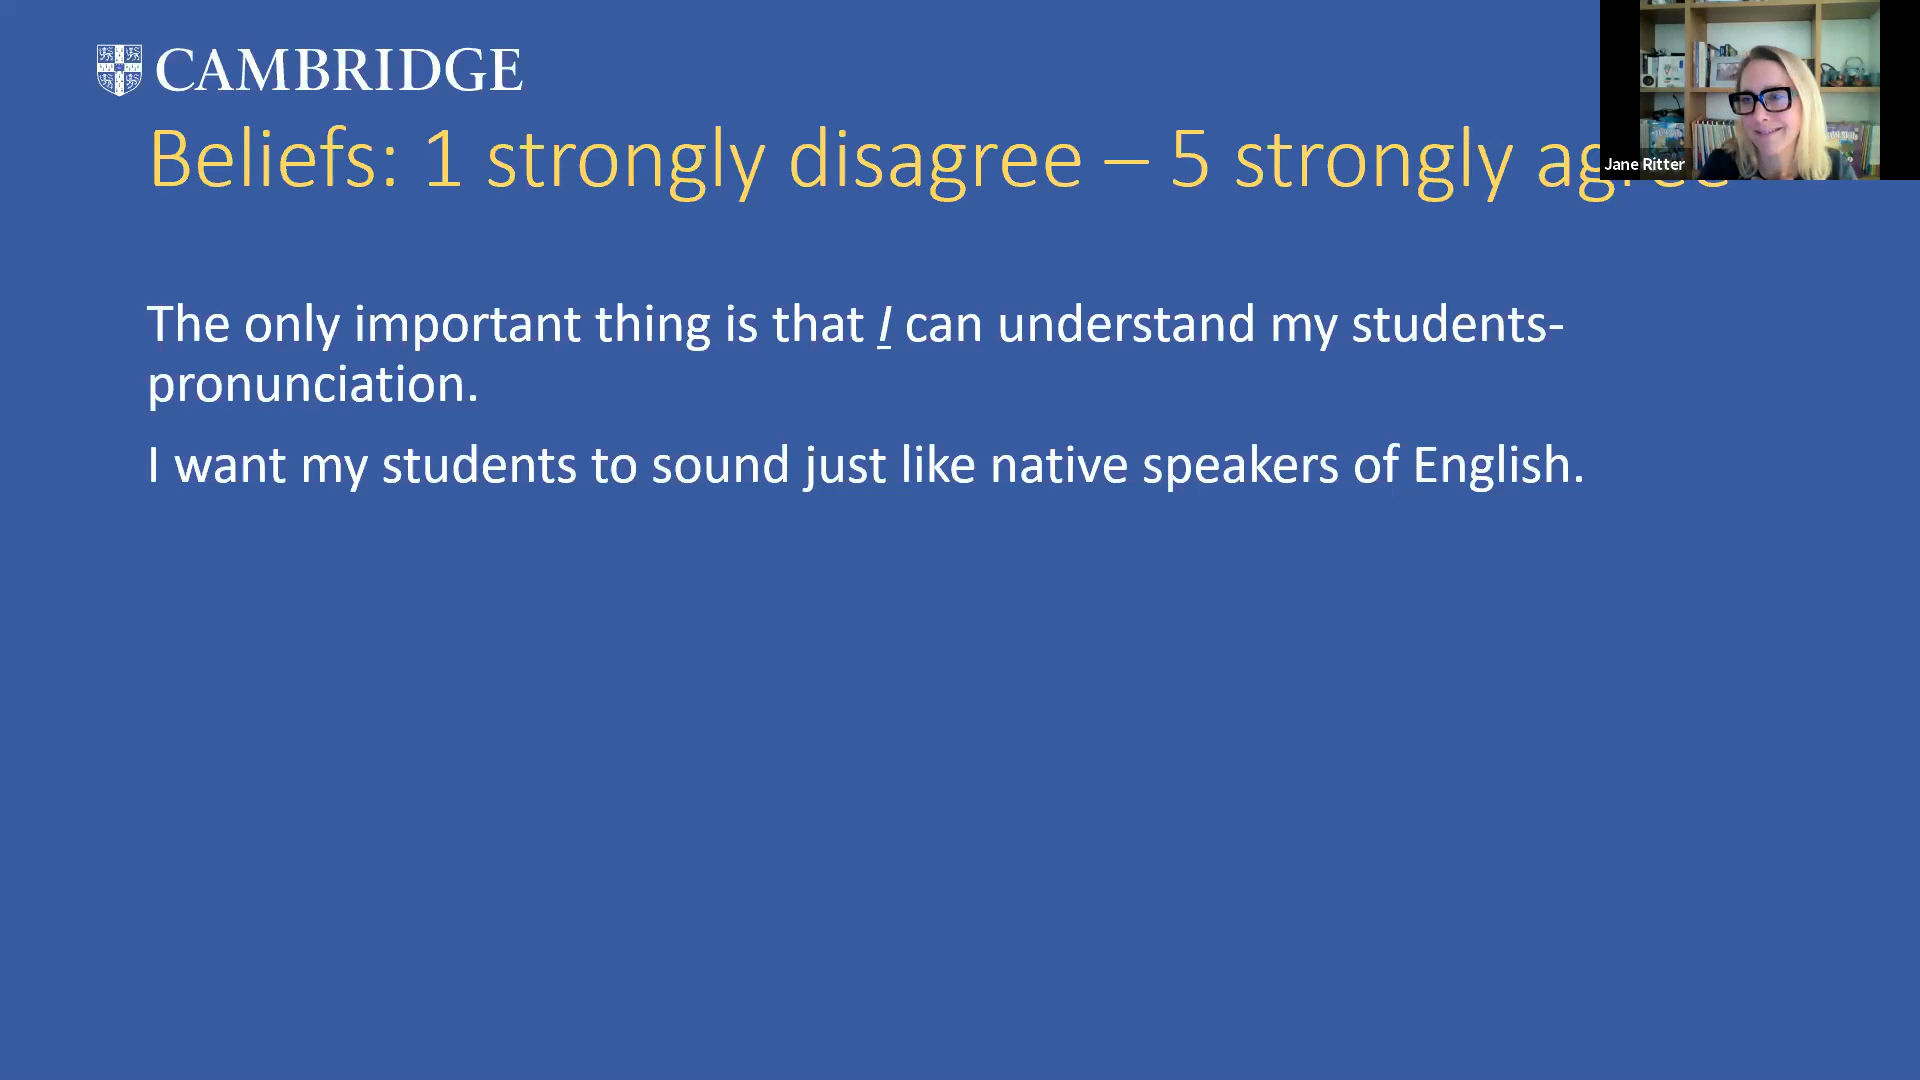 CAMBRIDGE
Beliefs: 1 strongly disagree – 5 strongly agree
Jane Ritter
The only important thing is that I can understand my students-
pronunciation.
I want my students to sound just like native speakers of English.